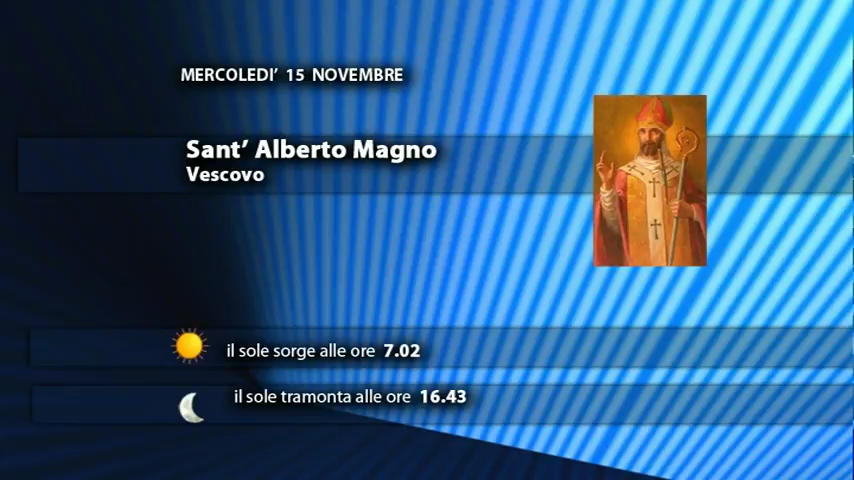 MERCOLEDI’ 15 NOVEMBRE
Sant’ Alberto Magno
Vescovo
il sole sorge alle ore 7.02
il sole tramonta alle ore 16.43